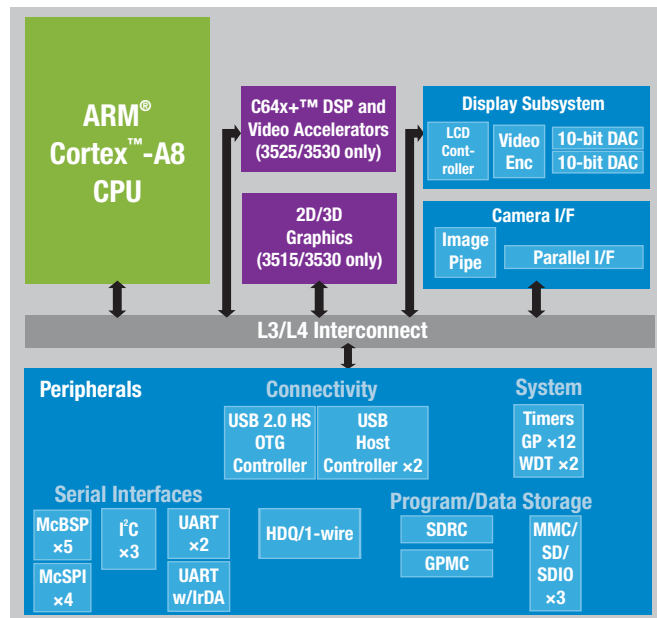 ARM®
Cortex™-A8
CPU
C64x+™ DSP and
Video Accelerators
(3525/3530 only)
2D/3D
Graphics
(3515/3530 only)
Display Subsystem
LCD
Cont-
roller
Video
Enc
10-bit DAC
10-bit DAC
Camera I/F
Image
Pipe
Parallel I/F
L3/L4 Interconnect
Peripherals
Connectivity
USB 2.0 HS
OTG
Controller
USB
Host
Controller ×2
System
Timers
GP ×12
WDT ×2
Serial Interfaces
McBSP
×5
McSPI
×4
I²C
×3
UART
×2
UART
w/IrDA
HDQ/1-wire
Program/Data Storage
SDRC
GPMC
MMC/
SD/
SDIO
×3